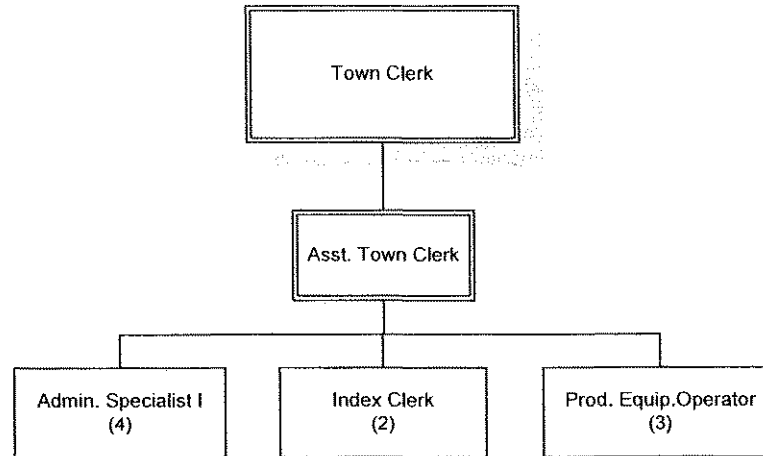 Town Clerk
Asst. Town Clerk
Admin. Specialist I
(4)
Index Clerk
(2)
Prod. Equip.Operator
(3)